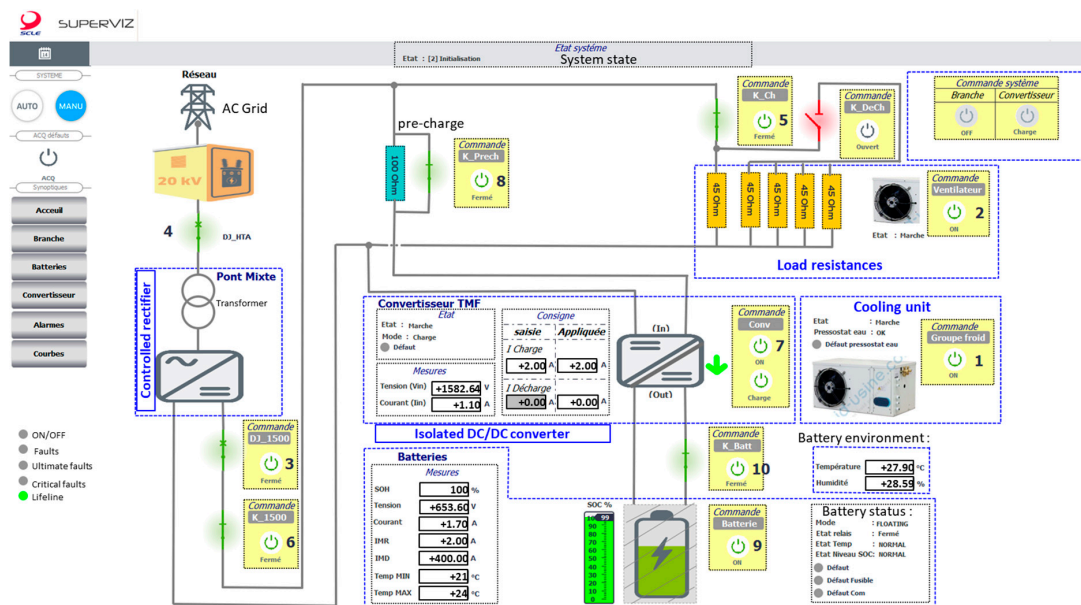 SCLE
SUPERVIZ
Etat système
Etat : [2] Initialisation
System state
SYSTEME
AUTO
MANU
ACQ défauts
ACQ
Synoptiques
Acceuil
Branche
Batteries
Convertisseur
Alarmes
Courbes
ON/OFF
Faults
Ultimate faults
Critical faults
Lifeline
Réseau
AC Grid
20 kV
4
DJ_HTA
Pont Mixte
Transformer
Controlled rectifier
Commande
DJ_1500
3
Fermé
Commande
K_1500
6
Fermé
pre-charge
100 Ohm
Commande
K_Prech
8
Fermé
Commande
K_Ch
5
Fermé
Commande
K_DeCh
Ouvert
Commande système
Branche
Convertisseur
OFF
Charge
45 Ohm
45 Ohm
45 Ohm
45 Ohm
45 Ohm
Commande
Ventilateur
2
ON
Etat : Marche
Load resistances
Convertisseur TMF
Etat
Etat : Marche
Mode : Charge
Défaut
Mesures
Tension (Vin) +1582.64 V
Courant (Iin) +1.10 A
Consigne
saisie Appliquée
I Charge
+2.00 A +2.00 A
I Décharge
+0.00 A +0.00 A
(In)
(Out)
Commande
Conv
7
ON
Charge
Isolated DC/DC converter
Cooling unit
Etat : Marche
Pressostat eau : OK
Défaut pressostat eau
Commande
Groupe froid
1
ON
Batteries
Mesures
SOH 100 %
Tension +653.60 V
Courant +1.70 A
IMR +2.00 A
IMD +400.00 A
Temp MIN +21 °C
Temp MAX +24 °C
SOC %
99
90
80
70
60
50
40
30
20
10
0
Commande
K_Batt
10
Fermé
Commande
Batterie
9
ON
Battery environment :
Température +27.90 °C
Humidité +28.59 %
Battery status :
Mode : FLOATING
Etat relais : Fermé
Etat Temp : NORMAL
Etat Niveau SOC: NORMAL
Défaut
Défaut Fusible
Défaut Com